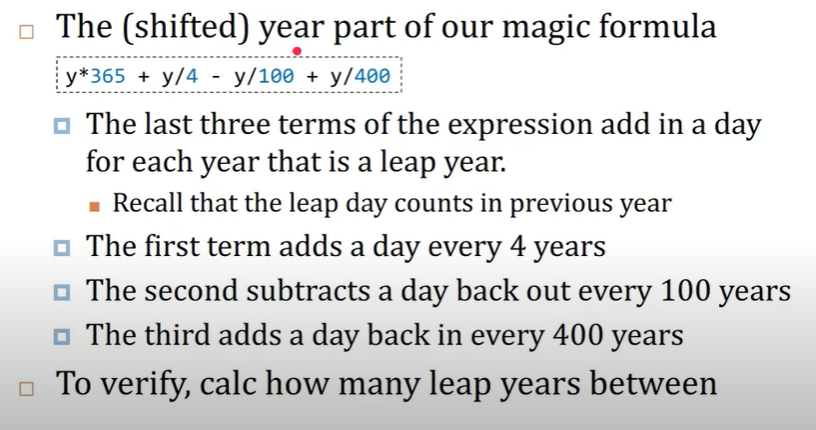 The (shifted) year part of our magic formula
y*365 + y/4 - y/100 + y/400
The last three terms of the expression add in a day
for each year that is a leap year.
Recall that the leap day counts in previous year
The first term adds a day every 4 years
The second subtracts a day back out every 100 years
The third adds a day back in every 400 years
To verify, calc how many leap years between